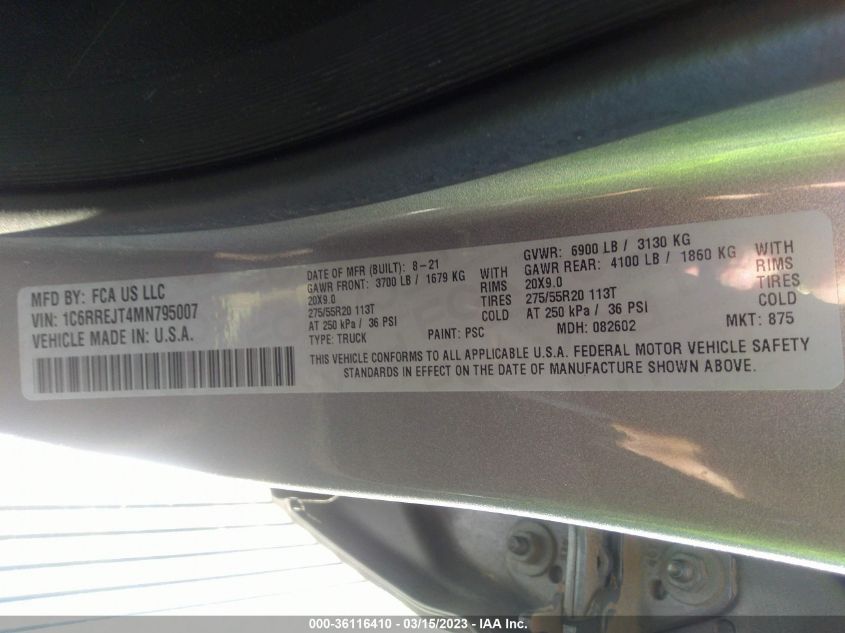 MFD BY: FCA US LLC
VIN: 1C6RREJT4MN795007
VEHICLE MADE IN: U.S.A.
DATE OF MFR (BUILT): 8-21
GAWR FRONT: 3700 LB / 1679 KG WITH
20X9.0 RIMS
275/55R20 113T TIRES
AT 250 kPa / 36 PSI COLD
TYPE: TRUCK PAINT: PSC
GVWR: 6900 LB / 3130 KG
GAWR REAR: 4100 LB / 1860 KG WITH
20X9.0 RIMS
275/55R20 113T TIRES
AT 250 kPa / 36 PSI COLD
MDH: 082602 MKT: 875
THIS VEHICLE CONFORMS TO ALL APPLICABLE U.S.A. FEDERAL MOTOR VEHICLE SAFETY
STANDARDS IN EFFECT ON THE DATE OF MANUFACTURE SHOWN ABOVE.
000-36116410 - 03/15/2023 - IAA Inc.